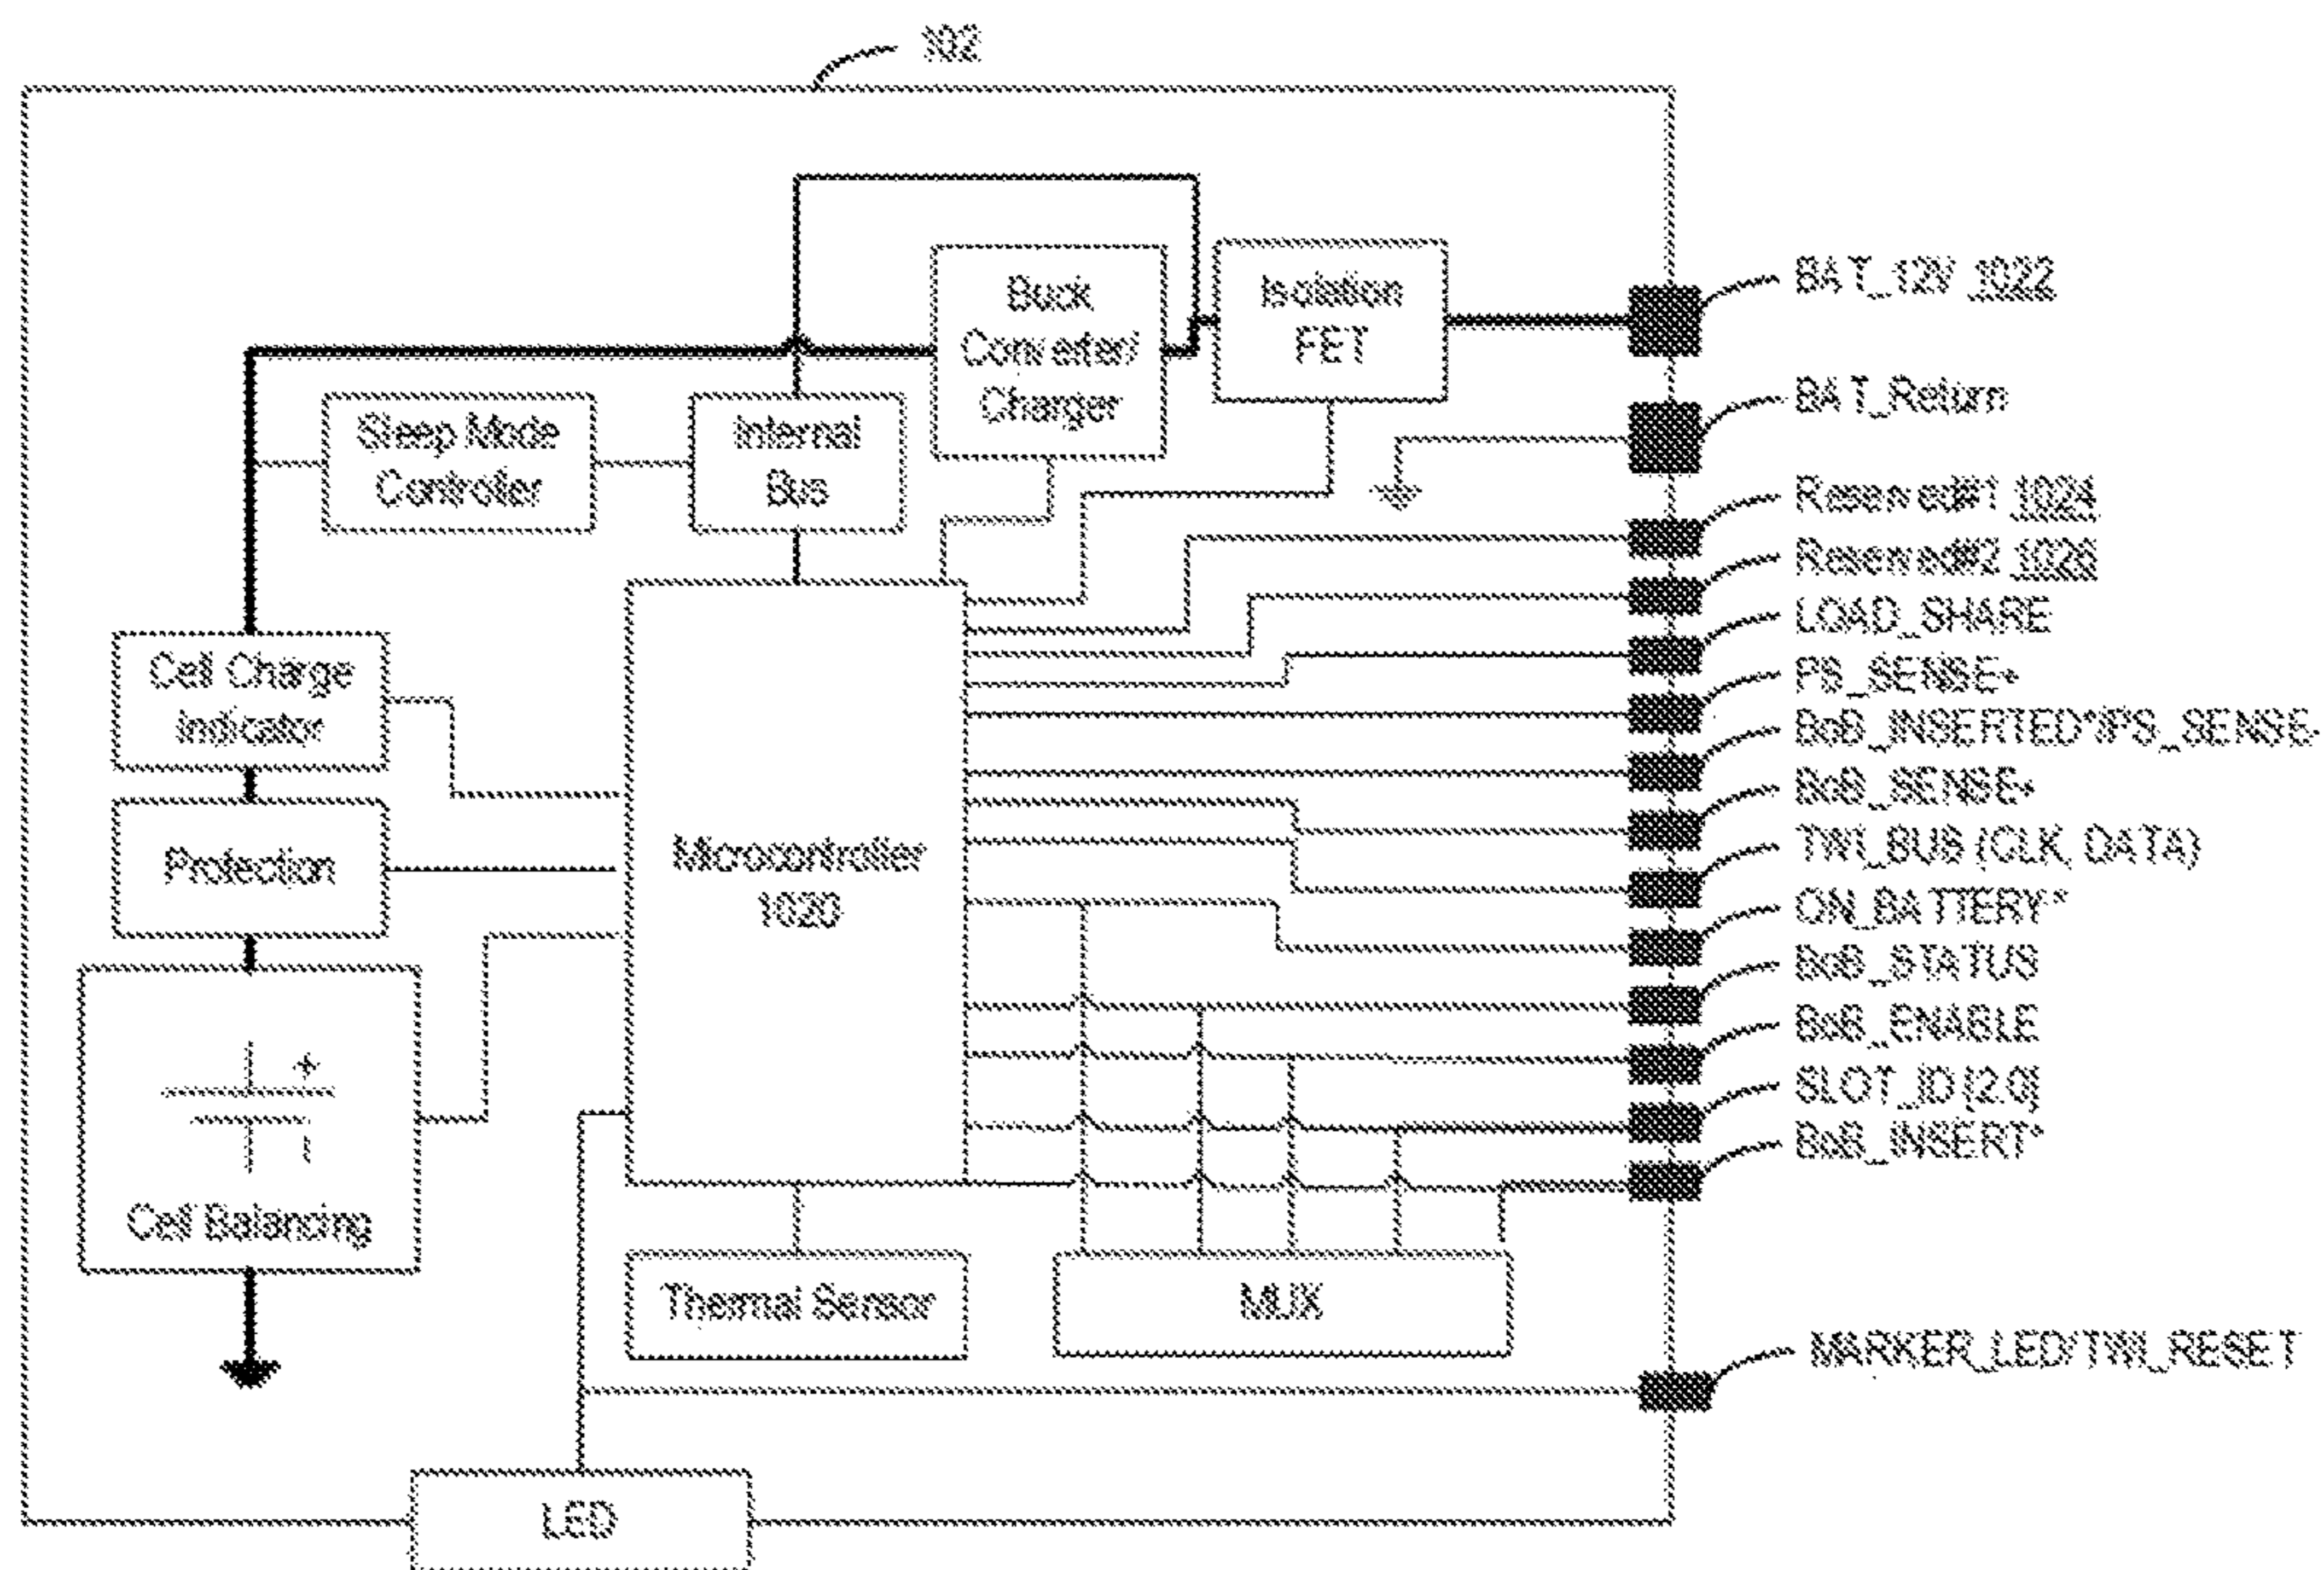 102
Buck
Converter/
Charger
Isolation
FET
BAT_12V 1022
BAT_Return
Sleep Mode
Controller
Internal
Bus
Reserved#1 1024
Reserved#2 1026
LOAD_SHARE
PS_SENSE+
BoB_INSERTED*/PS_SENSE-
BoB_SENSE+
TWI_BUS (CLK, DATA)
ON_BATTERY*
BoB_STATUS
BoB_ENABLE
SLOT_ID [2:0]
BoB_INSERT*
Cell Charge
Indicator
Protection
Microcontroller
1020
+
Cell Balancing
Thermal Sensor
MUX
MARKER_LED/TWI_RESET
LED